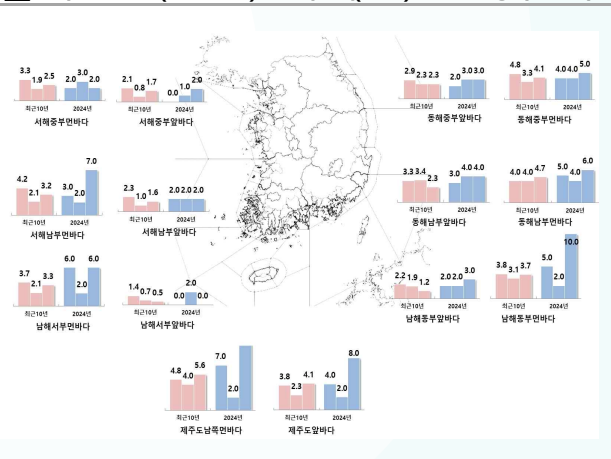 3.3 1.9 2.5 2.0 3.0 2.0
최근10년 2024년
서해중부먼바다
2.1 0.8 1.7 0.0 1.0 2.0
최근10년 2024년
서해중부앞바다
2.9 2.3 2.3 2.0 3.0 3.0
최근10년 2024년
동해중부앞바다
4.8 3.3 4.1 4.0 4.0 5.0
최근10년 2024년
동해중부먼바다
4.2 2.1 3.2 3.0 2.0 7.0
최근10년 2024년
서해남부먼바다
2.3 1.0 1.6 2.0 2.0 2.0
최근10년 2024년
서해남부앞바다
3.3 3.4 2.3 3.0 4.0 4.0
최근10년 2024년
동해남부앞바다
4.0 4.0 4.7 5.0 4.0 6.0
최근10년 2024년
동해남부먼바다
3.7 2.1 3.3 6.0 2.0 6.0
최근10년 2024년
남해서부먼바다
1.4 0.7 0.5 0.0 2.0 0.0
최근10년 2024년
남해서부앞바다
2.2 1.9 1.2 2.0 2.0 3.0
최근10년 2024년
남해동부앞바다
3.8 3.1 3.7 5.0 2.0 10.0
최근10년 2024년
남해동부먼바다
4.8 4.0 5.6 7.0 2.0
최근10년 2024년
제주도남쪽먼바다
3.8 2.3 4.1 4.0 2.0 8.0
최근10년 2024년
제주도앞바다